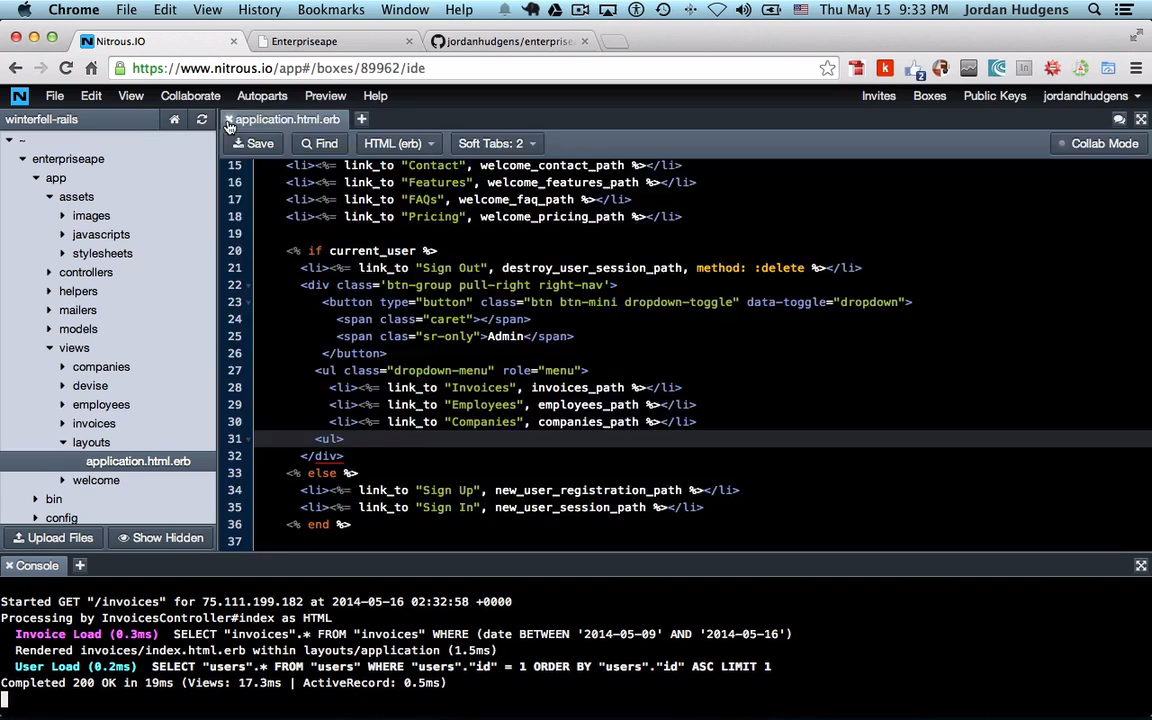 Chrome File Edit View History Bookmarks Window Help Thu May 15 9:33 PM Jordan Hudgens
Nitrous.IO Enterpriseape jordanhudgens/enterprise
https://www.nitrous.io/app#/boxes/89962/ide
N File Edit View Collaborate Autoparts Preview Help Invites Boxes Public Keys jordandhudgens
winterfell-rails application.html.erb
Save Find HTML (erb) Soft Tabs: 2 Collab Mode
~
enterpriseape
app
assets
images
javascripts
stylesheets
controllers
helpers
mailers
models
views
companies
devise
employees
invoices
layouts
application.html.erb
welcome
bin
config
Upload Files Show Hidden
15 <li><%= link_to "Contact", welcome_contact_path %></li>
16 <li><%= link_to "Features", welcome_features_path %></li>
17 <li><%= link_to "FAQs", welcome_faq_path %></li>
18 <li><%= link_to "Pricing", welcome_pricing_path %></li>
19
20 <% if current_user %>
21 <li><%= link_to "Sign Out", destroy_user_session_path, method: :delete %></li>
22 <div class='btn-group pull-right right-nav'>
23 <button type="button" class="btn btn-mini dropdown-toggle" data-toggle="dropdown">
24 <span class="caret"></span>
25 <span clas="sr-only">Admin</span>
26 </button>
27 <ul class="dropdown-menu" role="menu">
28 <li><%= link_to "Invoices", invoices_path %></li>
29 <li><%= link_to "Employees", employees_path %></li>
30 <li><%= link_to "Companies", companies_path %></li>
31 <ul>
32 </div>
33 <% else %>
34 <li><%= link_to "Sign Up", new_user_registration_path %></li>
35 <li><%= link_to "Sign In", new_user_session_path %></li>
36 <% end %>
37
Console
Started GET "/invoices" for 75.111.199.182 at 2014-05-16 02:32:58 +0000
Processing by InvoicesController#index as HTML
Invoice Load (0.3ms) SELECT "invoices".* FROM "invoices" WHERE (date BETWEEN '2014-05-09' AND '2014-05-16')
Rendered invoices/index.html.erb within layouts/application (1.5ms)
User Load (0.2ms) SELECT "users".* FROM "users" WHERE "users"."id" = 1 ORDER BY "users"."id" ASC LIMIT 1
Completed 200 OK in 19ms (Views: 17.3ms | ActiveRecord: 0.5ms)